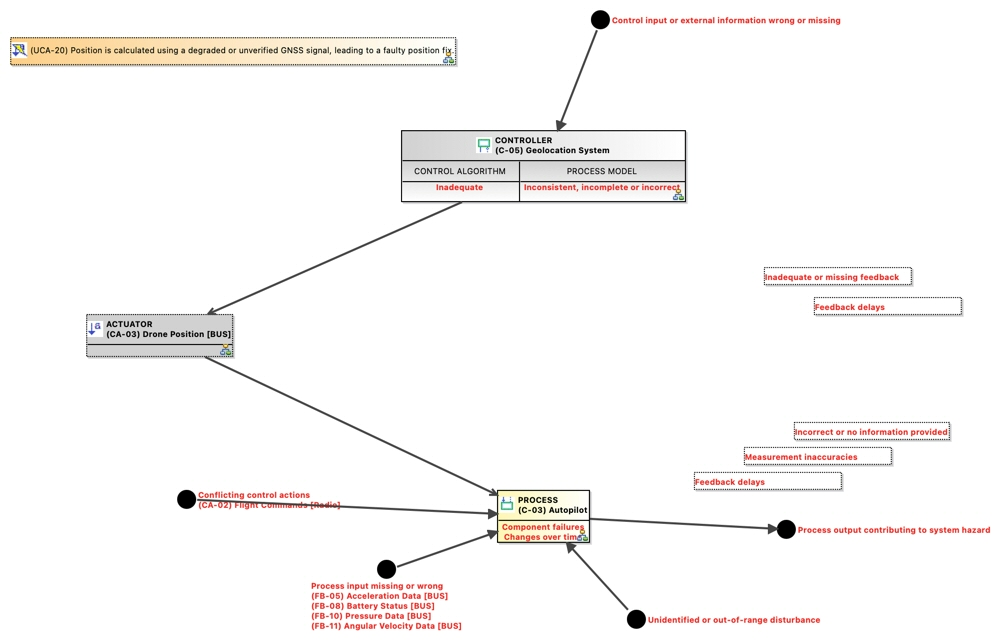 Control input or external information wrong or missing
(UCA-20) Position is calculated using a degraded or unverified GNSS signal, leading to a faulty position fix
CONTROLLER
(C-05) Geolocation System
CONTROL ALGORITHM
PROCESS MODEL
Inadequate
Inconsistent, incomplete or incorrect
Inadequate or missing feedback
Feedback delays
ACTUATOR
(CA-03) Drone Position [BUS]
Incorrect or no information provided
Measurement inaccuracies
Feedback delays
Conflicting control actions
(CA-02) Flight Commands [Radio]
PROCESS
(C-03) Autopilot
Component failures
Changes over time
Process output contributing to system hazard
Process input missing or wrong
(FB-05) Acceleration Data [BUS]
(FB-08) Battery Status [BUS]
(FB-10) Pressure Data [BUS]
(FB-11) Angular Velocity Data [BUS]
Unidentified or out-of-range disturbance